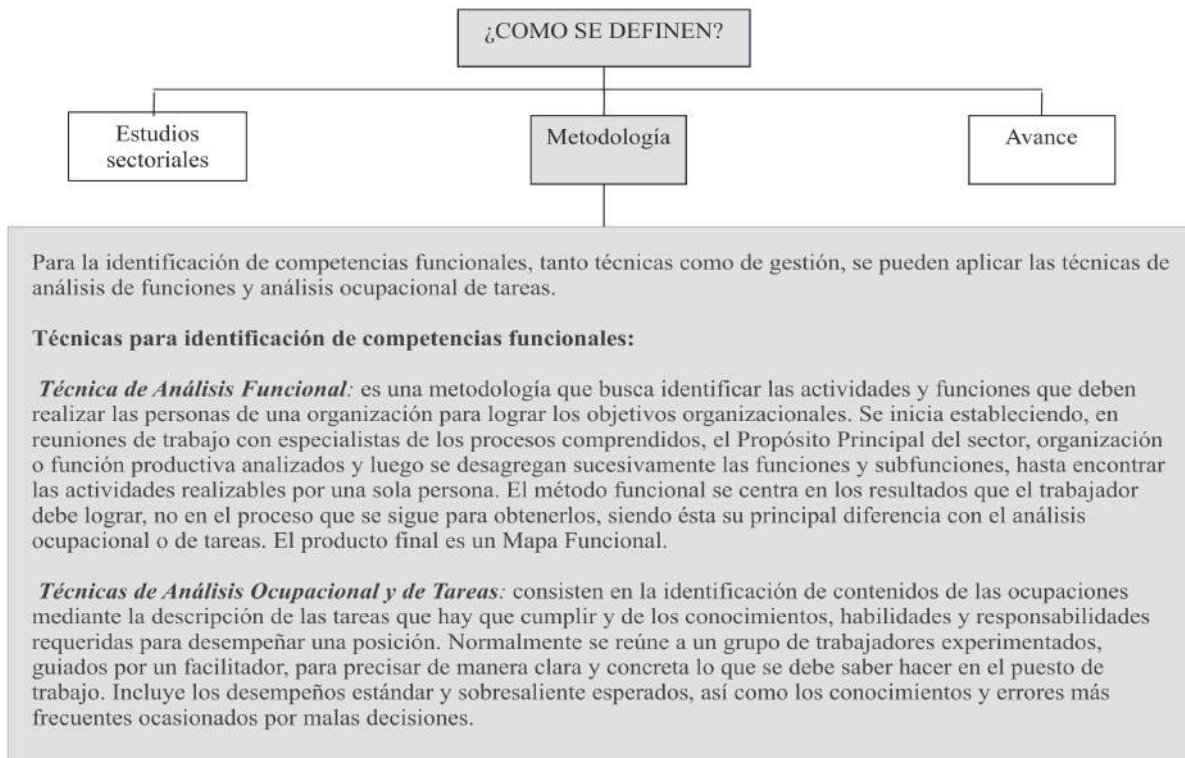 ¿COMO SE DEFINEN?
Estudios
sectoriales
Metodología
Avance
Para la identificación de competencias funcionales, tanto técnicas como de gestión, se pueden aplicar las técnicas de
análisis de funciones y análisis ocupacional de tareas.
Técnicas para identificación de competencias funcionales:
Técnica de Análisis Funcional: es una metodología que busca identificar las actividades y funciones que deben
realizar las personas de una organización para lograr los objetivos organizacionales. Se inicia estableciendo, en
reuniones de trabajo con especialistas de los procesos comprendidos, el Propósito Principal del sector, organización
o función productiva analizados y luego se desagregan sucesivamente las funciones y subfunciones, hasta encontrar
las actividades realizables por una sola persona. El método funcional se centra en los resultados que el trabajador
debe lograr, no en el proceso que se sigue para obtenerlos, siendo ésta su principal diferencia con el análisis
ocupacional o de tareas. El producto final es un Mapa Funcional.
Técnicas de Análisis Ocupacional y de Tareas: consisten en la identificación de contenidos de las ocupaciones
mediante la descripción de las tareas que hay que cumplir y de los conocimientos, habilidades y responsabilidades
requeridas para desempeñar una posición. Normalmente se reúne a un grupo de trabajadores experimentados,
guiados por un facilitador, para precisar de manera clara y concreta lo que se debe saber hacer en el puesto de
trabajo. Incluye los desempeños estándar y sobresaliente esperados, así como los conocimientos y errores más
frecuentes ocasionados por malas decisiones.